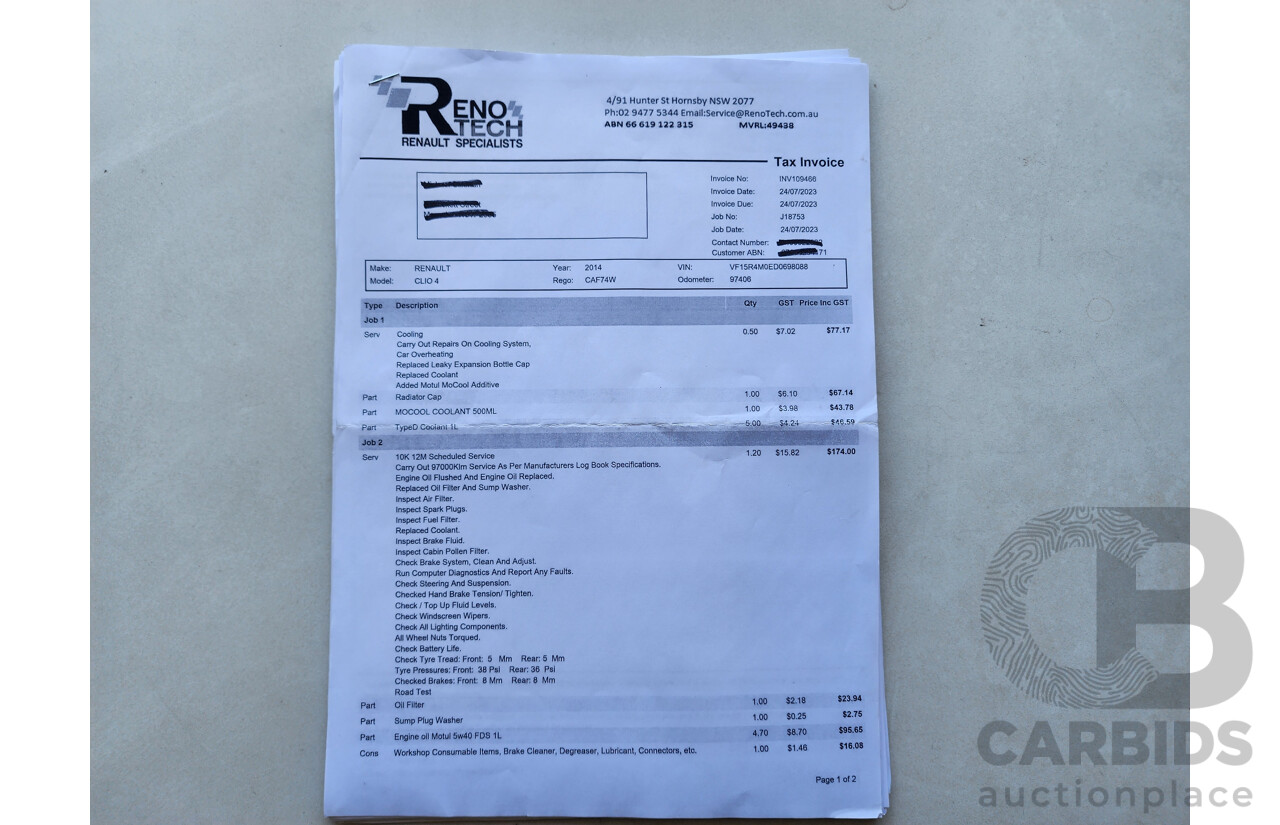 RENO
TECH
RENAULT SPECIALISTS
4/91 Hunter St Hornsby NSW 2077
Ph:02 9477 5344 Email:Service@RenoTech.com.au
ABN 66 619 122 315 MVRL:49438
Tax Invoice
Invoice No: INV109466
Invoice Date: 24/07/2023
Invoice Due: 24/07/2023
Job No: J18753
Job Date: 24/07/2023
Contact Number:
Customer ABN: 71
Make: RENAULT Year: 2014 VIN: VF15R4M0ED0698088
Model: CLIO 4 Rego: CAF74W Odometer: 97406
Type Description Qty GST Price Inc GST
Job 1
Serv Cooling 0.50 $7.02 $77.17
Carry Out Repairs On Cooling System,
Car Overheating
Replaced Leaky Expansion Bottle Cap
Replaced Coolant
Added Motul MoCool Additive
Part Radiator Cap 1.00 $6.10 $67.14
Part MOCOOL COOLANT 500ML 1.00 $3.98 $43.78
Part TypeD Coolant 1L 5.00 $4.24 $46.59
Job 2
Serv 10K 12M Scheduled Service 1.20 $15.82 $174.00
Carry Out 97000Klm Service As Per Manufacturers Log Book Specifications.
Engine Oil Flushed And Engine Oil Replaced.
Replaced Oil Filter And Sump Washer.
Inspect Air Filter.
Inspect Spark Plugs.
Inspect Fuel Filter.
Replaced Coolant.
Inspect Brake Fluid.
Inspect Cabin Pollen Filter.
Check Brake System, Clean And Adjust.
Run Computer Diagnostics And Report Any Faults.
Check Steering And Suspension.
Checked Hand Brake Tension/ Tighten.
Check / Top Up Fluid Levels.
Check Windscreen Wipers.
Check All Lighting Components.
All Wheel Nuts Torqued.
Check Battery Life.
Check Tyre Tread: Front: 5 Mm Rear: 5 Mm
Tyre Pressures: Front: 38 Psi Rear: 36 Psi
Checked Brakes: Front: 8 Mm Rear: 8 Mm
Road Test
Part Oil Filter 1.00 $2.18 $23.94
Part Sump Plug Washer 1.00 $0.25 $2.75
Part Engine oil Motul 5w40 FDS 1L 4.70 $8.70 $95.65
Cons Workshop Consumable Items, Brake Cleaner, Degreaser, Lubricant, Connectors, etc. 1.00 $1.46 $16.08
Page 1 of 2
CB
CARBIDS
auctionplace